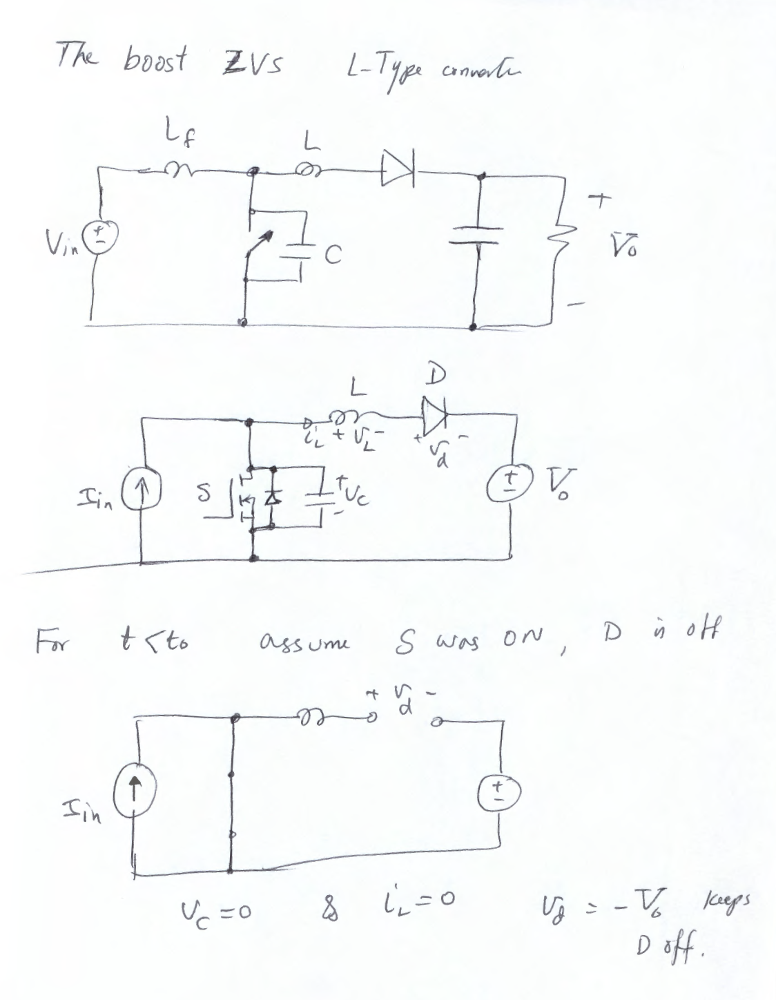 The boost ZVS L-Type converter
Lf L
Vin + - C + Vo -
L D
iL + VL - + Vd -
Iin S + Vc - + - Vo
For t < to assume S was ON, D is off
+ Vd -
Iin + -
Vc = 0 & iL = 0 Vd = - Vo keeps
D off.